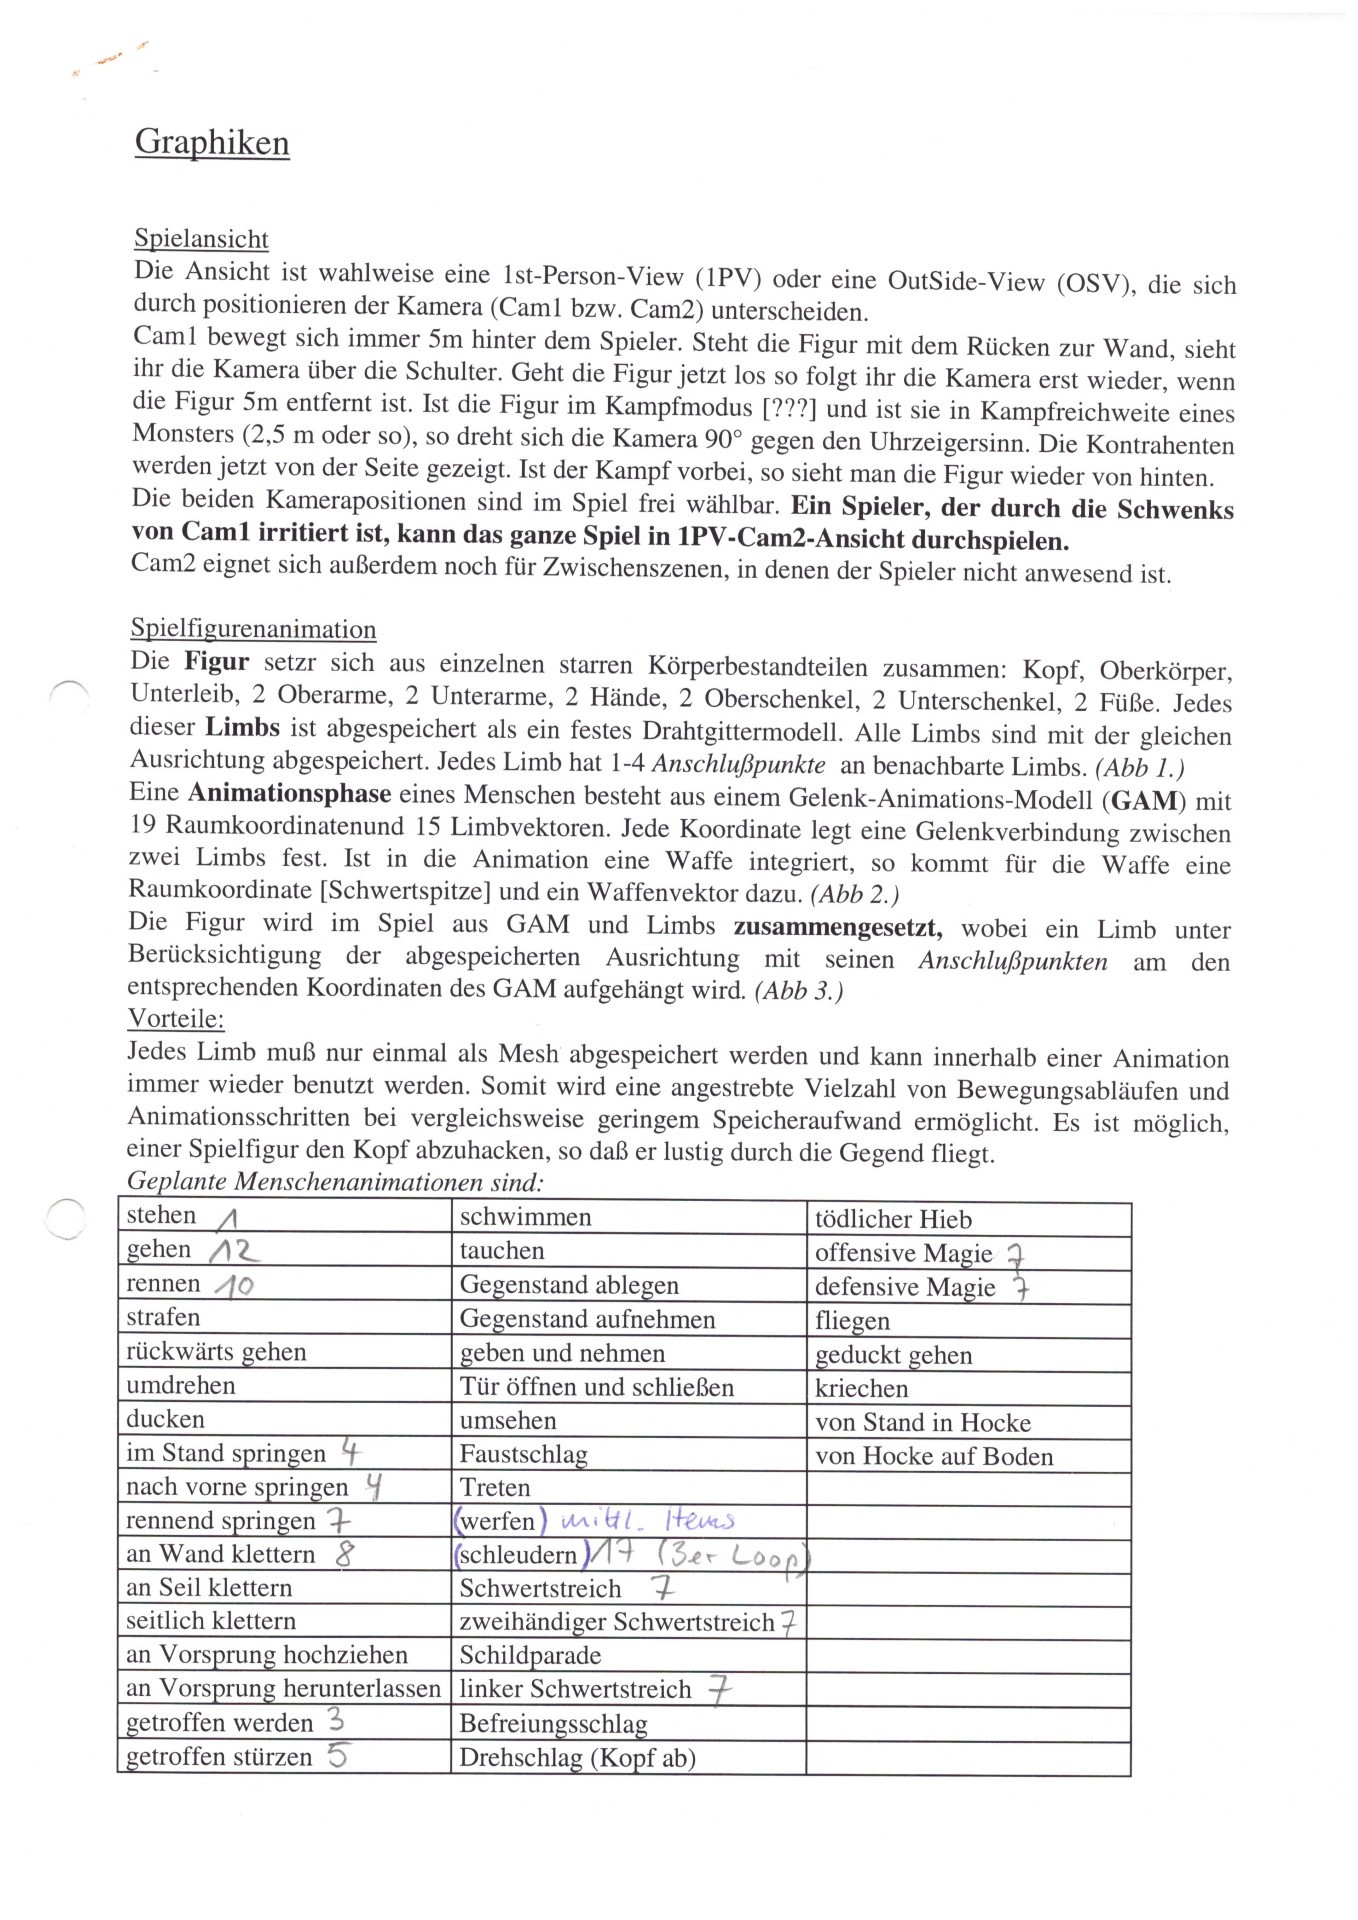 Graphiken
Spielansicht
Die Ansicht ist wahlweise eine 1st-Person-View (1PV) oder eine OutSide-View (OSV), die sich
durch positionieren der Kamera (Cam1 bzw. Cam2) unterscheiden.
Cam1 bewegt sich immer 5m hinter dem Spieler. Steht die Figur mit dem Rücken zur Wand, sieht
ihr die Kamera über die Schulter. Geht die Figur jetzt los so folgt ihr die Kamera erst wieder, wenn
die Figur 5m entfernt ist. Ist die Figur im Kampfmodus [???] und ist sie in Kampfreichweite eines
Monsters (2,5 m oder so), so dreht sich die Kamera 90° gegen den Uhrzeigersinn. Die Kontrahenten
werden jetzt von der Seite gezeigt. Ist der Kampf vorbei, so sieht man die Figur wieder von hinten.
Die beiden Kamerapositionen sind im Spiel frei wählbar. Ein Spieler, der durch die Schwenks
von Cam1 irritiert ist, kann das ganze Spiel in 1PV-Cam2-Ansicht durchspielen.
Cam2 eignet sich außerdem noch für Zwischenszenen, in denen der Spieler nicht anwesend ist.
Spielfigurenanimation
Die Figur setzr sich aus einzelnen starren Körperbestandteilen zusammen: Kopf, Oberkörper,
Unterleib, 2 Oberarme, 2 Unterarme, 2 Hände, 2 Oberschenkel, 2 Unterschenkel, 2 Füße. Jedes
dieser Limbs ist abgespeichert als ein festes Drahtgittermodell. Alle Limbs sind mit der gleichen
Ausrichtung abgespeichert. Jedes Limb hat 1-4 Anschlußpunkte an benachbarte Limbs. (Abb 1.)
Eine Animationsphase eines Menschen besteht aus einem Gelenk-Animations-Modell (GAM) mit
19 Raumkoordinatenund 15 Limbvektoren. Jede Koordinate legt eine Gelenkverbindung zwischen
zwei Limbs fest. Ist in die Animation eine Waffe integriert, so kommt für die Waffe eine
Raumkoordinate [Schwertspitze] und ein Waffenvektor dazu. (Abb 2.)
Die Figur wird im Spiel aus GAM und Limbs zusammengesetzt, wobei ein Limb unter
Berücksichtigung der abgespeicherten Ausrichtung mit seinen Anschlußpunkten am den
entsprechenden Koordinaten des GAM aufgehängt wird. (Abb 3.)
Vorteile:
Jedes Limb muß nur einmal als Mesh abgespeichert werden und kann innerhalb einer Animation
immer wieder benutzt werden. Somit wird eine angestrebte Vielzahl von Bewegungsabläufen und
Animationsschritten bei vergleichsweise geringem Speicheraufwand ermöglicht. Es ist möglich,
einer Spielfigur den Kopf abzuhacken, so daß er lustig durch die Gegend fliegt.
Geplante Menschenanimationen sind:
stehen 1 schwimmen tödlicher Hieb
gehen 12 tauchen offensive Magie 7
rennen 10 Gegenstand ablegen defensive Magie 7
strafen Gegenstand aufnehmen fliegen
rückwärts gehen geben und nehmen geduckt gehen
umdrehen Tür öffnen und schließen kriechen
ducken umsehen von Stand in Hocke
im Stand springen 4 Faustschlag von Hocke auf Boden
nach vorne springen 4 Treten
rennend springen 7 (werfen) mittl. Items
an Wand klettern 8 (schleudern) 17 (3er Loop)
an Seil klettern Schwertstreich 7
seitlich klettern zweihändiger Schwertstreich 7
an Vorsprung hochziehen Schildparade
an Vorsprung herunterlassen linker Schwertstreich 7
getroffen werden 3 Befreiungsschlag
getroffen stürzen 5 Drehschlag (Kopf ab)